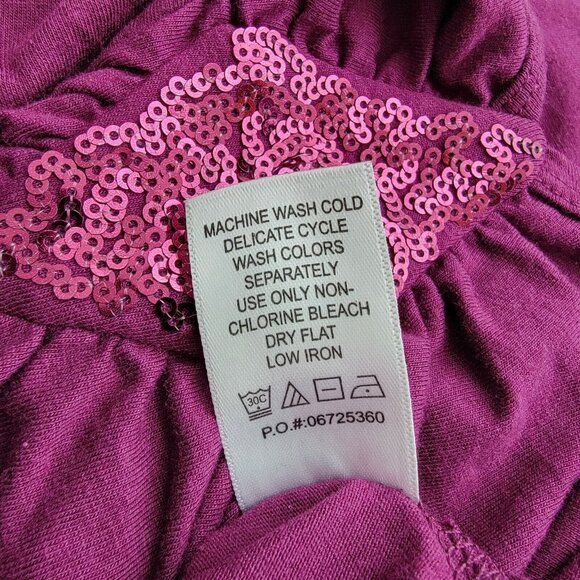 MACHINE WASH COLD
DELICATE CYCLE
WASH COLORS
SEPARATELY
USE ONLY NON-
CHLORINE BLEACH
DRY FLAT
LOW IRON
30C
P.O.#:06725360